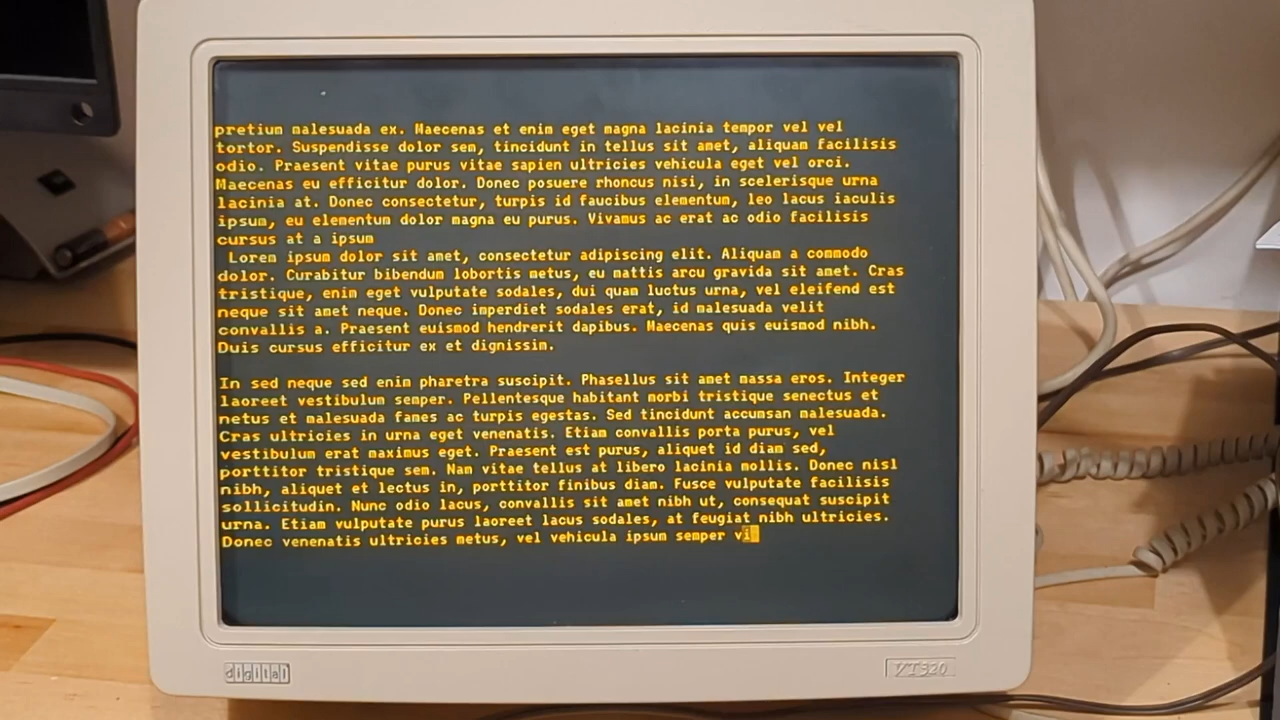 pretium malesuada ex. Maecenas et enim eget magna lacinia tempor vel vel
tortor. Suspendisse dolor sem, tincidunt in tellus sit amet, aliquam facilisis
odio. Praesent vitae purus vitae sapien ultricies vehicula eget vel orci.
Maecenas eu efficitur dolor. Donec posuere rhoncus nisi, in scelerisque urna
lacinia at. Donec consectetur, turpis id faucibus elementum, leo lacus iaculis
ipsum, eu elementum dolor magna eu purus. Vivamus ac erat ac odio facilisis
cursus at a ipsum
Lorem ipsum dolor sit amet, consectetur adipiscing elit. Aliquam a commodo
dolor. Curabitur bibendum lobortis metus, eu mattis arcu gravida sit amet. Cras
tristique, enim eget vulputate sodales, dui quam luctus urna, vel eleifend est
neque sit amet neque. Donec imperdiet sodales erat, id malesuada velit
convallis a. Praesent euismod hendrerit dapibus. Maecenas quis euismod nibh.
Duis cursus efficitur ex et dignissim.
In sed neque sed enim pharetra suscipit. Phasellus sit amet massa eros. Integer
laoreet vestibulum semper. Pellentesque habitant morbi tristique senectus et
netus et malesuada fames ac turpis egestas. Sed tincidunt accumsan malesuada.
Cras ultricies in urna eget venenatis. Etiam convallis porta purus, vel
vestibulum erat maximus eget. Praesent est purus, aliquet id diam sed,
porttitor tristique sem. Nam vitae tellus at libero lacinia mollis. Donec nisl
nibh, aliquet et lectus in, porttitor finibus diam. Fusce vulputate facilisis
sollicitudin. Nunc odio lacus, convallis sit amet nibh ut, consequat suscipit
urna. Etiam vulputate purus laoreet lacus sodales, at feugiat nibh ultricies.
Donec venenatis ultricies metus, vel vehicula ipsum semper vi
digital
VT320